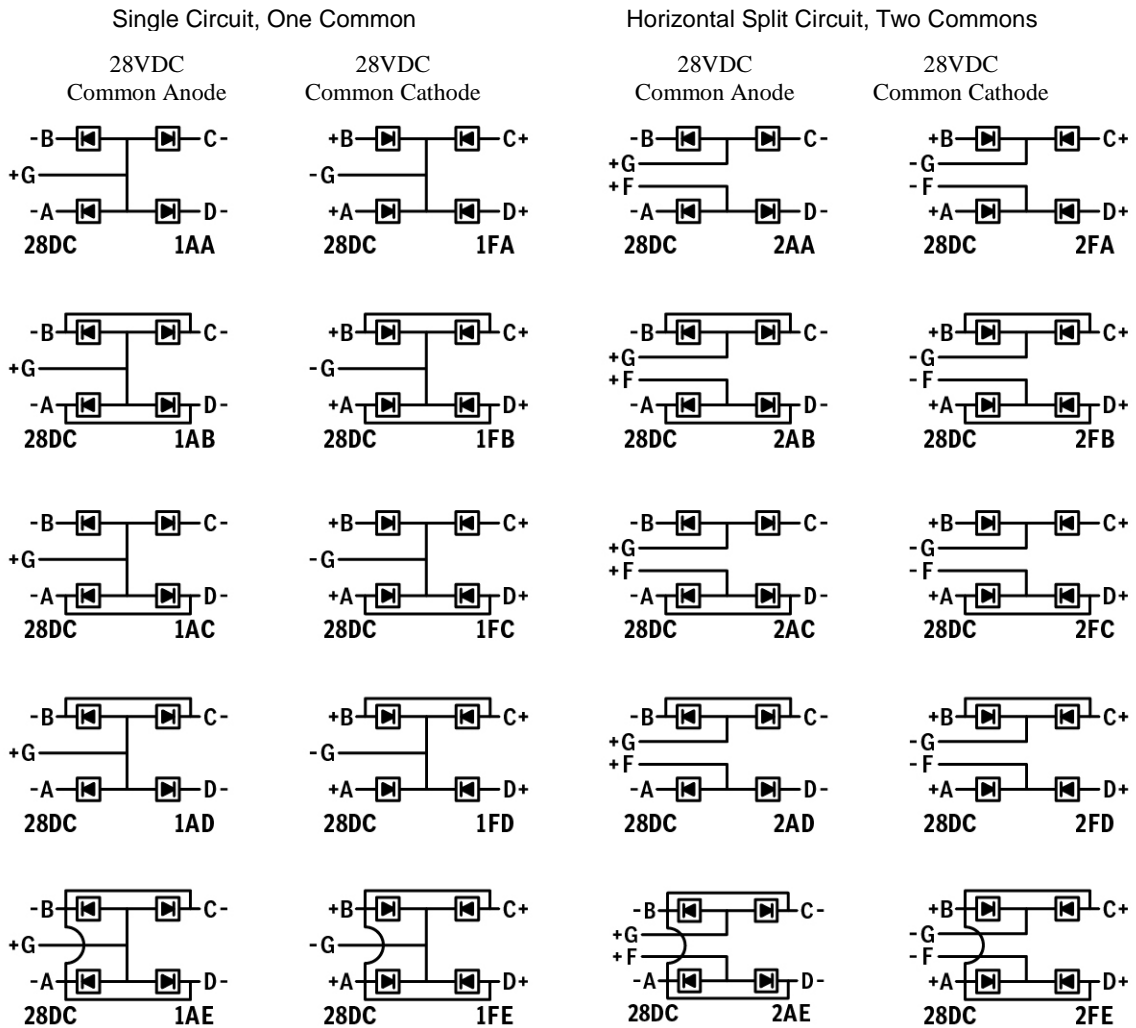 Single Circuit, One Common
Horizontal Split Circuit, Two Commons
28VDC
Common Anode
28VDC
Common Cathode
28VDC
Common Anode
28VDC
Common Cathode
-B C-
+G
-A D-
28DC 1AA
+B C+
-G
+A D+
28DC 1FA
-B C-
+G
+F
-A D-
28DC 2AA
+B C+
-G
-F
+A D+
28DC 2FA
-B C-
+G
-A D-
28DC 1AB
+B C+
-G
+A D+
28DC 1FB
-B C-
+G
+F
-A D-
28DC 2AB
+B C+
-G
-F
+A D+
28DC 2FB
-B C-
+G
-A D-
28DC 1AC
+B C+
-G
+A D+
28DC 1FC
-B C-
+G
+F
-A D-
28DC 2AC
+B C+
-G
-F
+A D+
28DC 2FC
-B C-
+G
-A D-
28DC 1AD
+B C+
-G
+A D+
28DC 1FD
-B C-
+G
+F
-A D-
28DC 2AD
+B C+
-G
-F
+A D+
28DC 2FD
-B C-
+G
-A D-
28DC 1AE
+B C+
-G
+A D+
28DC 1FE
-B C-
+G
+F
-A D-
28DC 2AE
+B C+
-G
-F
+A D+
28DC 2FE